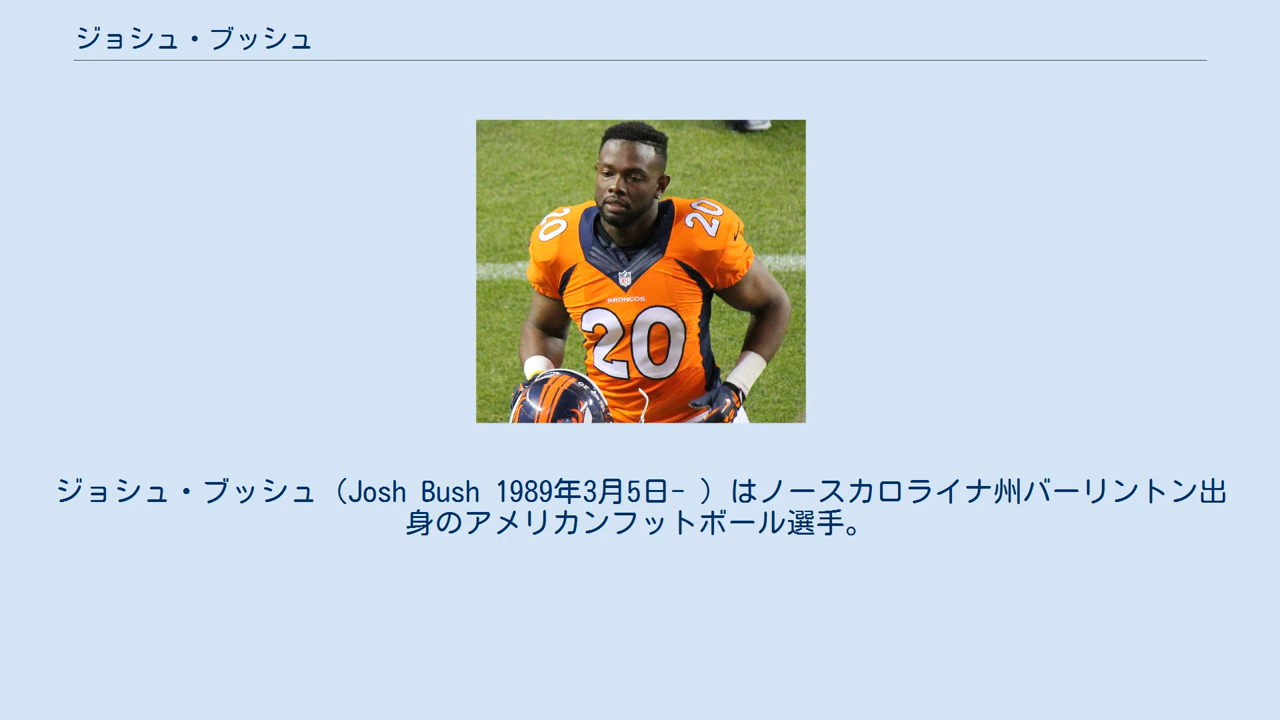 ジョシュ・ブッシュ
20
20
BRONCOS
20
ジョシュ・ブッシュ（Josh Bush 1989年3月5日- ）はノースカロライナ州バーリントン出
身のアメリカンフットボール選手。